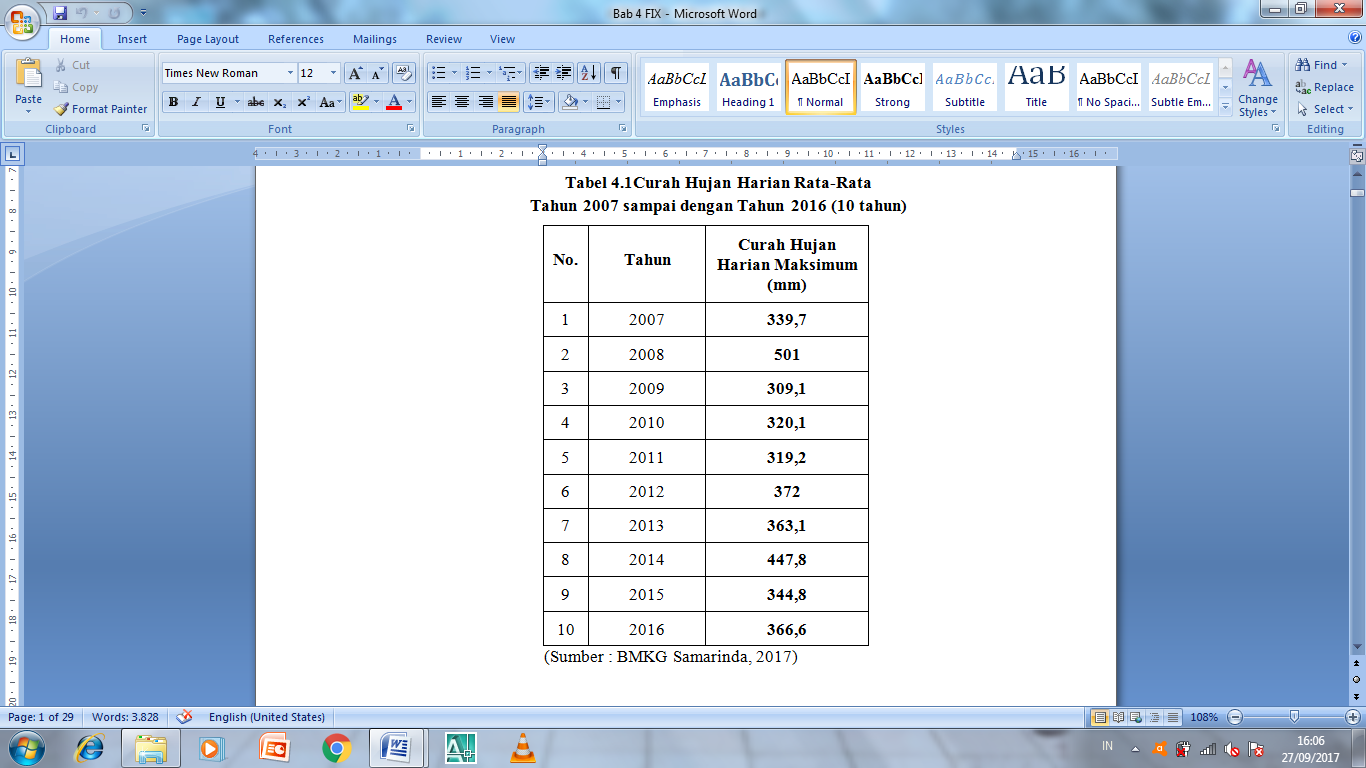 Bab 4 FIX - Microsoft Word
Home Insert Page Layout References Mailings Review View
Paste
Cut
Copy
Format Painter
Clipboard
Times New Roman 12
Font
Paragraph
AaBbCcI AaBbCc AaBbCcI AaBbCcl AaBbCc. AaB AaBbCcI AaBbCcI
Emphasis Heading 1 ¶ Normal Strong Subtitle Title ¶ No Spaci... Subtle Em...
Change Styles
Styles
Find
Replace
Select
Editing
Tabel 4.1Curah Hujan Harian Rata-Rata
Tahun 2007 sampai dengan Tahun 2016 (10 tahun)
No. Tahun Curah Hujan Harian Maksimum (mm)
1 2007 339,7
2 2008 501
3 2009 309,1
4 2010 320,1
5 2011 319,2
6 2012 372
7 2013 363,1
8 2014 447,8
9 2015 344,8
10 2016 366,6
(Sumber : BMKG Samarinda, 2017)
Page: 1 of 29 Words: 3.828 English (United States) 108%
IN 16:06
27/09/2017